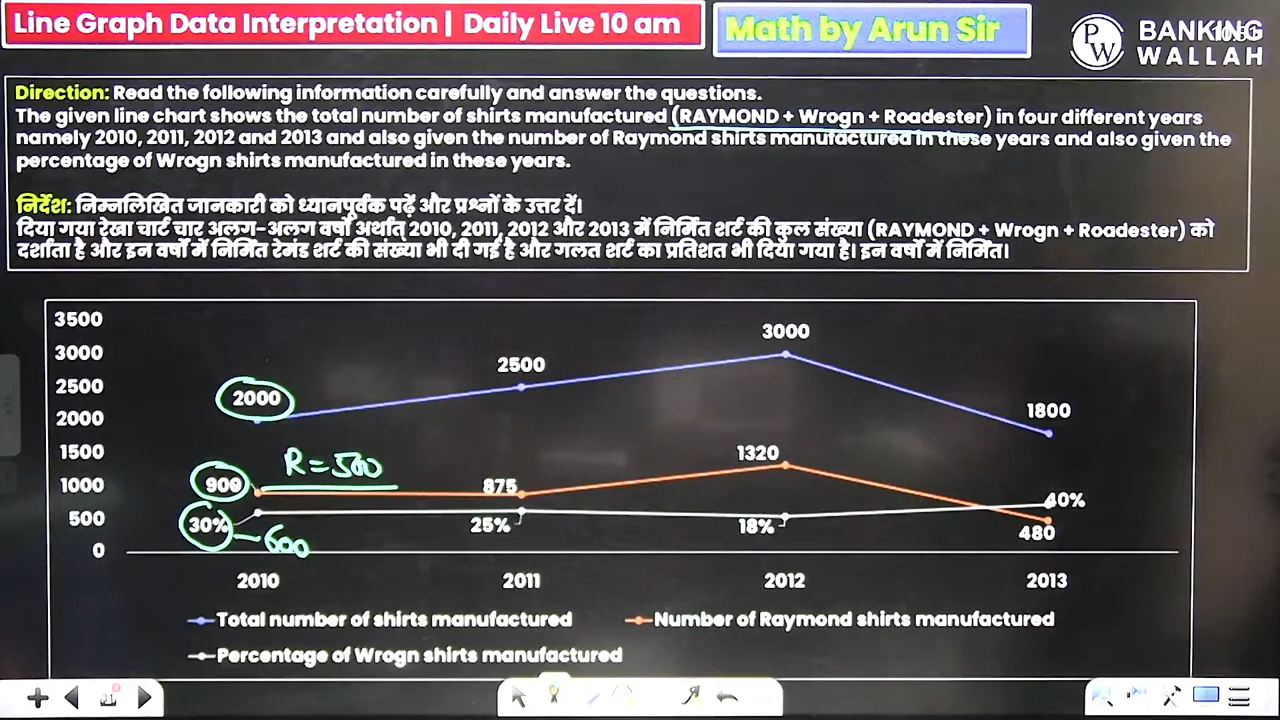 Line Graph Data Interpretation | Daily Live 10 am
Math by Arun Sir
PW
BANKING
WALLAH
Direction: Read the following information carefully and answer the questions.
The given line chart shows the total number of shirts manufactured (RAYMOND + Wrogn + Roadester) in four different years
namely 2010, 2011, 2012 and 2013 and also given the number of Raymond shirts manufactured in these years and also given the
percentage of Wrogn shirts manufactured in these years.
निर्देश: निम्नलिखित जानकारी को ध्यानपूर्वक पढ़ें और प्रश्नों के उत्तर दें।
दिया गया रेखा चार्ट चार अलग-अलग वर्षों अर्थात् 2010, 2011, 2012 और 2013 में निर्मित शर्ट की कुल संख्या (RAYMOND + Wrogn + Roadester) को
दर्शाता है और इन वर्षों में निर्मित रेमंड शर्ट की संख्या भी दी गई है और गलत शर्ट का प्रतिशत भी दिया गया है। इन वर्षों में निर्मित।
3500
3000
2500
2000
1500
1000
500
0
2000
2500
3000
1800
R = 500
900
875
1320
480
30%
600
25%
18%
40%
2010
2011
2012
2013
Total number of shirts manufactured
Number of Raymond shirts manufactured
Percentage of Wrogn shirts manufactured